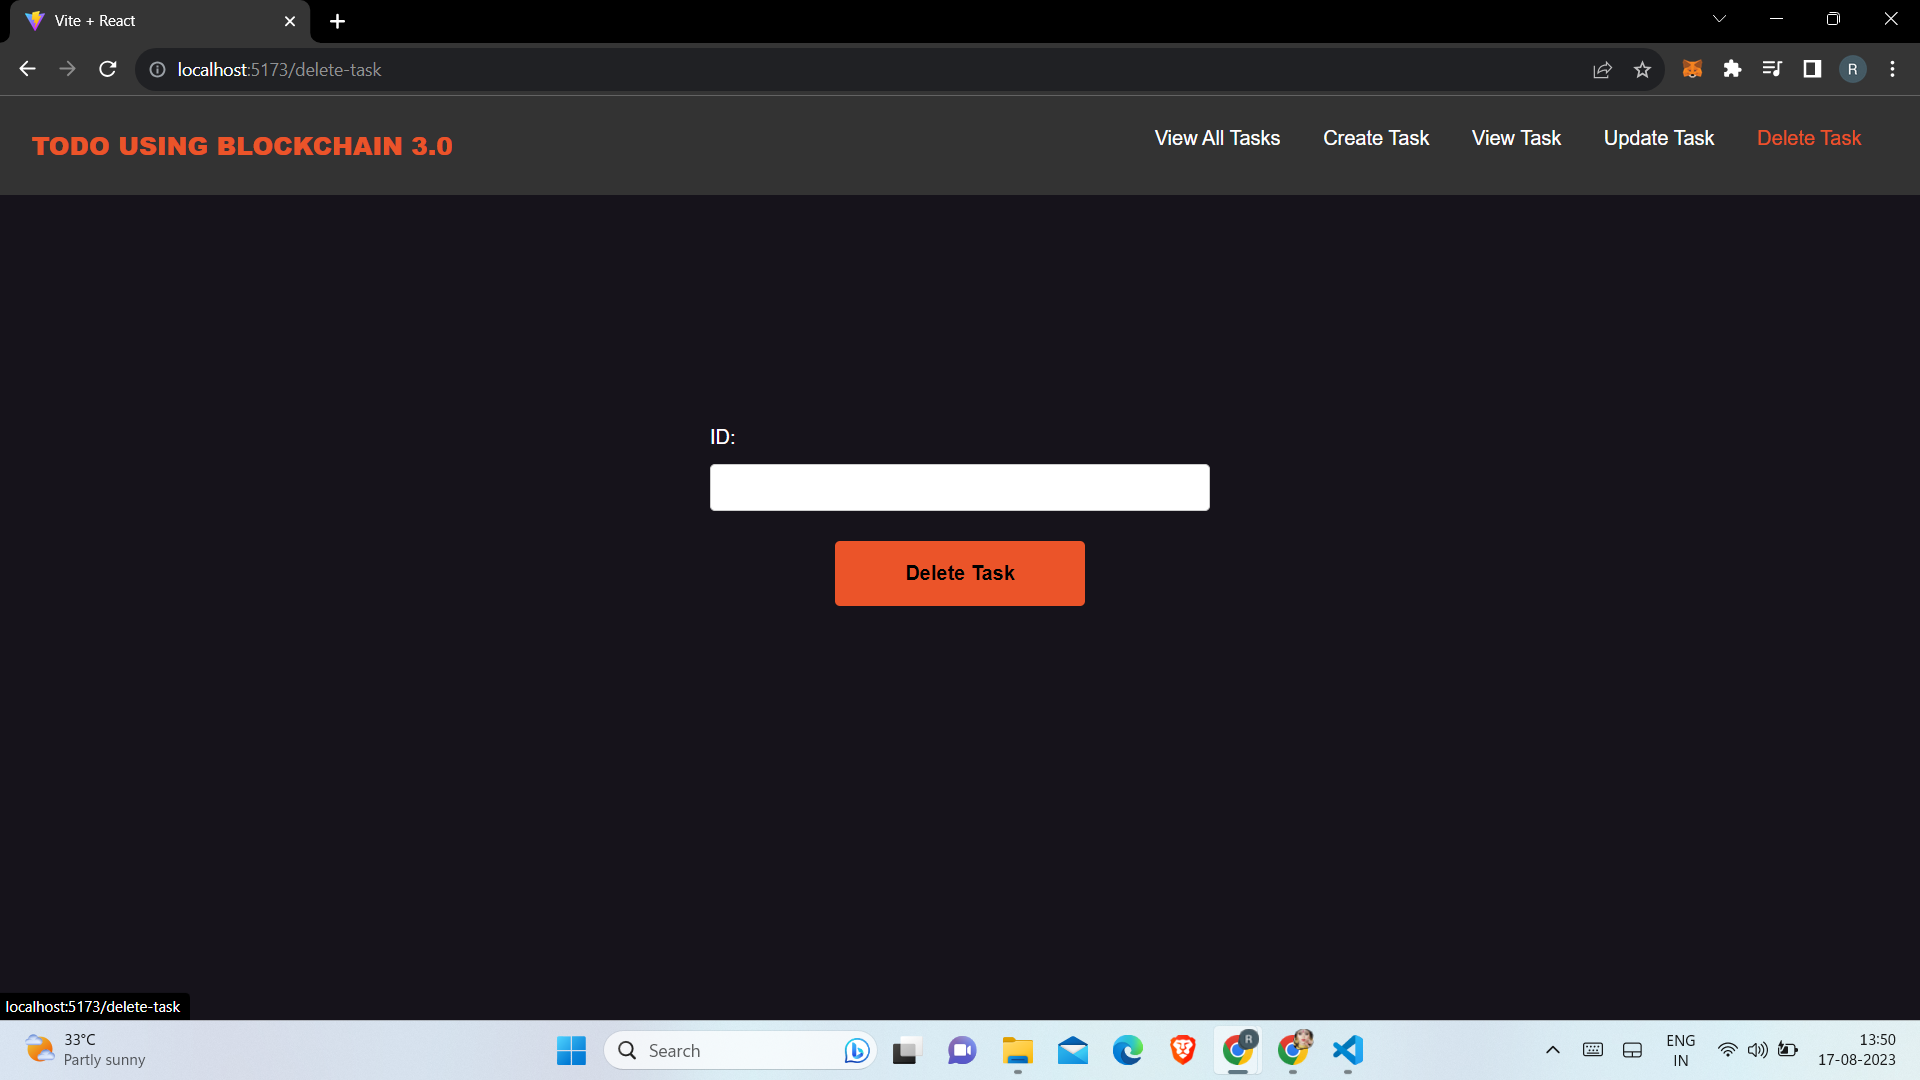 Vite + React
localhost:5173/delete-task
R
TODO USING BLOCKCHAIN 3.0
View All Tasks
Create Task
View Task
Update Task
Delete Task
ID:
Delete Task
localhost:5173/delete-task
33°C
Partly sunny
Search
R
ENG
IN
13:50
17-08-2023